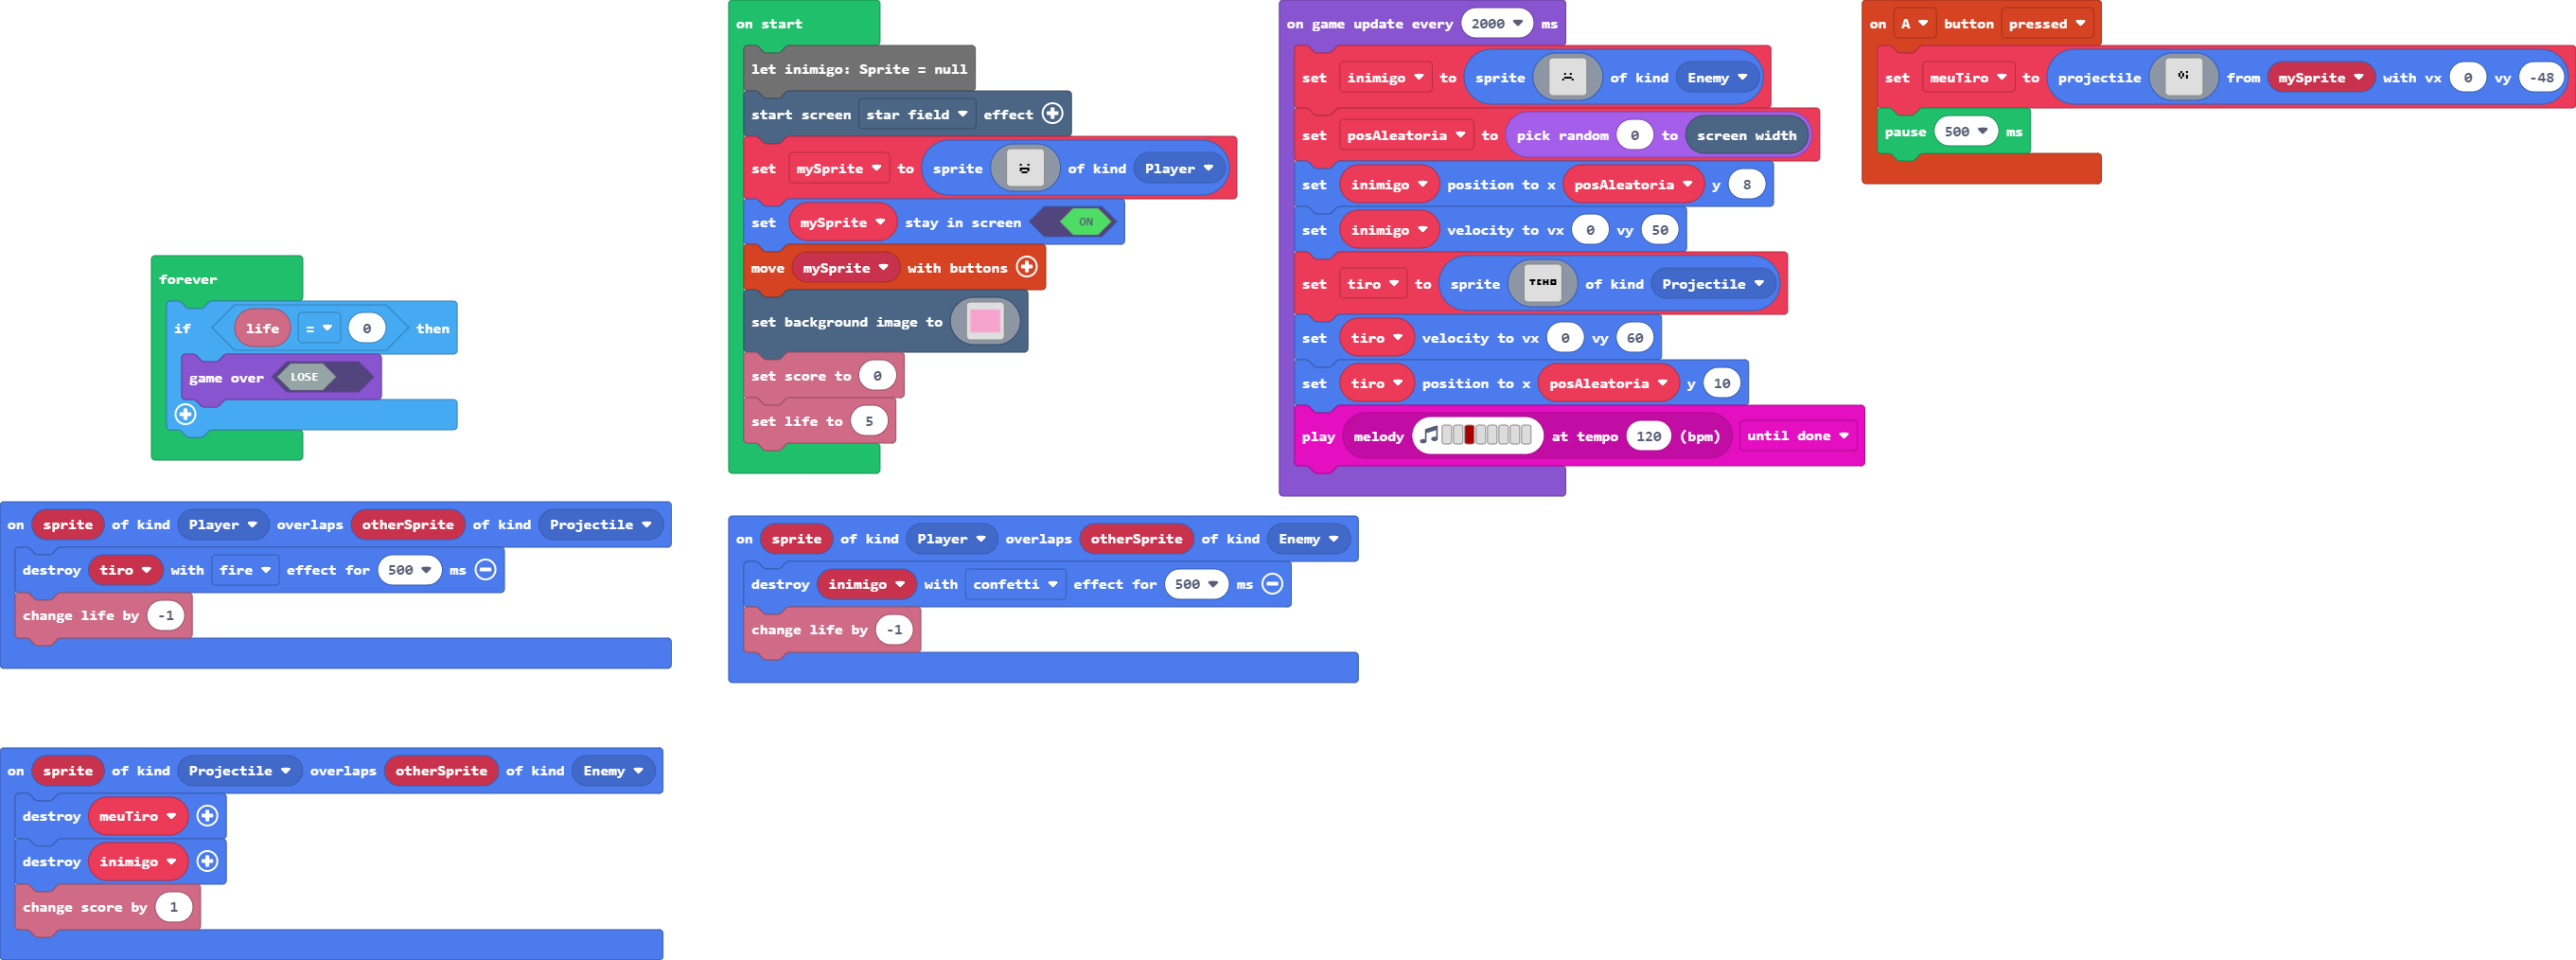 on start
let inimigo: Sprite = null
start screen star field effect
set mySprite to sprite of kind Player
set mySprite stay in screen ON
move mySprite with buttons
set background image to
set score to 0
set life to 5
on game update every 2000 ms
set inimigo to sprite of kind Enemy
set posAleatoria to pick random 0 to screen width
set inimigo position to x posAleatoria y 8
set inimigo velocity to vx 0 vy 50
set tiro to sprite of kind Projectile
set tiro velocity to vx 0 vy 60
set tiro position to x posAleatoria y 10
play melody at tempo 120 (bpm) until done
on A button pressed
set meuTiro to projectile from mySprite with vx 0 vy -48
pause 500 ms
forever
if life = 0 then
game over LOSE
on sprite of kind Player overlaps otherSprite of kind Projectile
destroy tiro with fire effect for 500 ms
change life by -1
on sprite of kind Player overlaps otherSprite of kind Enemy
destroy inimigo with confetti effect for 500 ms
change life by -1
on sprite of kind Projectile overlaps otherSprite of kind Enemy
destroy meuTiro
destroy inimigo
change score by 1